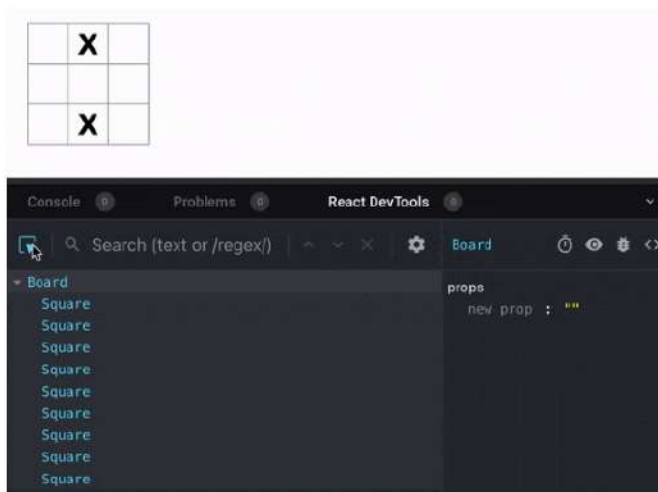 X
X
Console 0 Problems 0 React DevTools 0
Search (text or /regex/) Board
Board
props
Square
new prop : ""
Square
Square
Square
Square
Square
Square
Square
Square